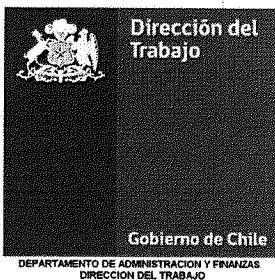 Dirección del
Trabajo
Gobierno de Chile
DEPARTAMENTO DE ADMINISTRACION Y FINANZAS
DIRECCION DEL TRABAJO